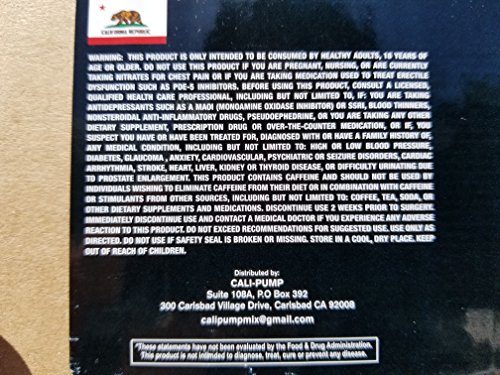 CALIFORNIA REPUBLIC
WARNING: THIS PRODUCT IS ONLY INTENDED TO BE CONSUMED BY HEALTHY ADULTS, 18 YEARS
OF AGE OR OLDER. DO NOT USE THIS PRODUCT IF YOU ARE PREGNANT, NURSING, OR ARE CURRENTLY
TAKING NITRATES FOR CHEST PAIN OR IF YOU ARE TAKING MEDICATION USED TO TREAT ERECTILE
DYSFUNCTION SUCH AS PDE-5 INHIBITORS. BEFORE USING THIS PRODUCT, CONSULT A LICENSED,
QUALIFIED HEALTH CARE PROFESSIONAL, INCLUDING BUT NOT LIMITED TO, IF: YOU ARE TAKING
ANTIDEPRESSANTS SUCH AS A MAOI (MONOAMINE OXIDASE INHIBITOR) OR SSRI, BLOOD THINNERS,
NONSTEROIDAL ANTI-INFLAMMATORY DRUGS, PSUDOEPHEDRINE, OR YOU ARE TAKING ANY OTHER
DIETARY SUPPLEMENT, PRESCRIPTION DRUG OR OVER-THE-COUNTER MEDICATION, OR IF YOU
SUSPECT YOU HAVE OR HAVE BEEN TREATED FOR, DIAGNOSED WITH OR HAVE A FAMILY HISTORY OF,
ANY MEDICAL CONDITION, INCLUDING BUT NOT LIMITED TO: HIGH OR LOW BLOOD PRESSURE,
DIABETES, GLAUCOMA , ANXIETY, CARDIOVASCULAR, PSYCHIATRIC OR SEIZURE DISORDERS, CARDIAC
ARRHYTHMIA, STROKE, HEART, LIVER, KIDNEY OR THYROID DISEASE, OR DIFFICULTY URINATING DUE
TO PROSTATE ENLARGEMENT. THIS PRODUCT CONTAINS CAFFEINE AND SHOULD NOT BE USED BY
INDIVIDUALS WISHING TO ELIMINATE CAFFEINE FROM THEIR DIET OR IN COMBINATION WITH CAFFEINE
OR STIMULANTS FROM OTHER SOURCES, INCLUDING BUT NOT LIMITED TO: COFFEE, TEA, SODA, OR
OTHER DIETARY SUPPLEMENTS AND MEDICATIONS. DISCONTINUE USE 2 WEEKS PRIOR TO SURGERY.
IMMEDIATELY DISCONTINUE USE AND CONTACT A MEDICAL DOCTOR IF YOU EXPERIENCE ANY ADVERSE
REACTION TO THIS PRODUCT. DO NOT EXCEED RECOMMENDATIONS FOR SUGGESTED USE. USE ONLY AS
DIRECTED. DO NOT USE IF SAFETY SEAL IS BROKEN OR MISSING. STORE IN A COOL, DRY PLACE. KEEP
OUT OF REACH OF CHILDREN.
Distributed by:
CALI-PUMP
Suite 108A, P.O Box 392
300 Carlsbad Village Drive, Carlsbad CA 92008
calipumpmix@gmail.com
*These statements have not been evaluated by the Food & Drug Administration.
This product is not intended to diagnose, treat, cure or prevent any disease.